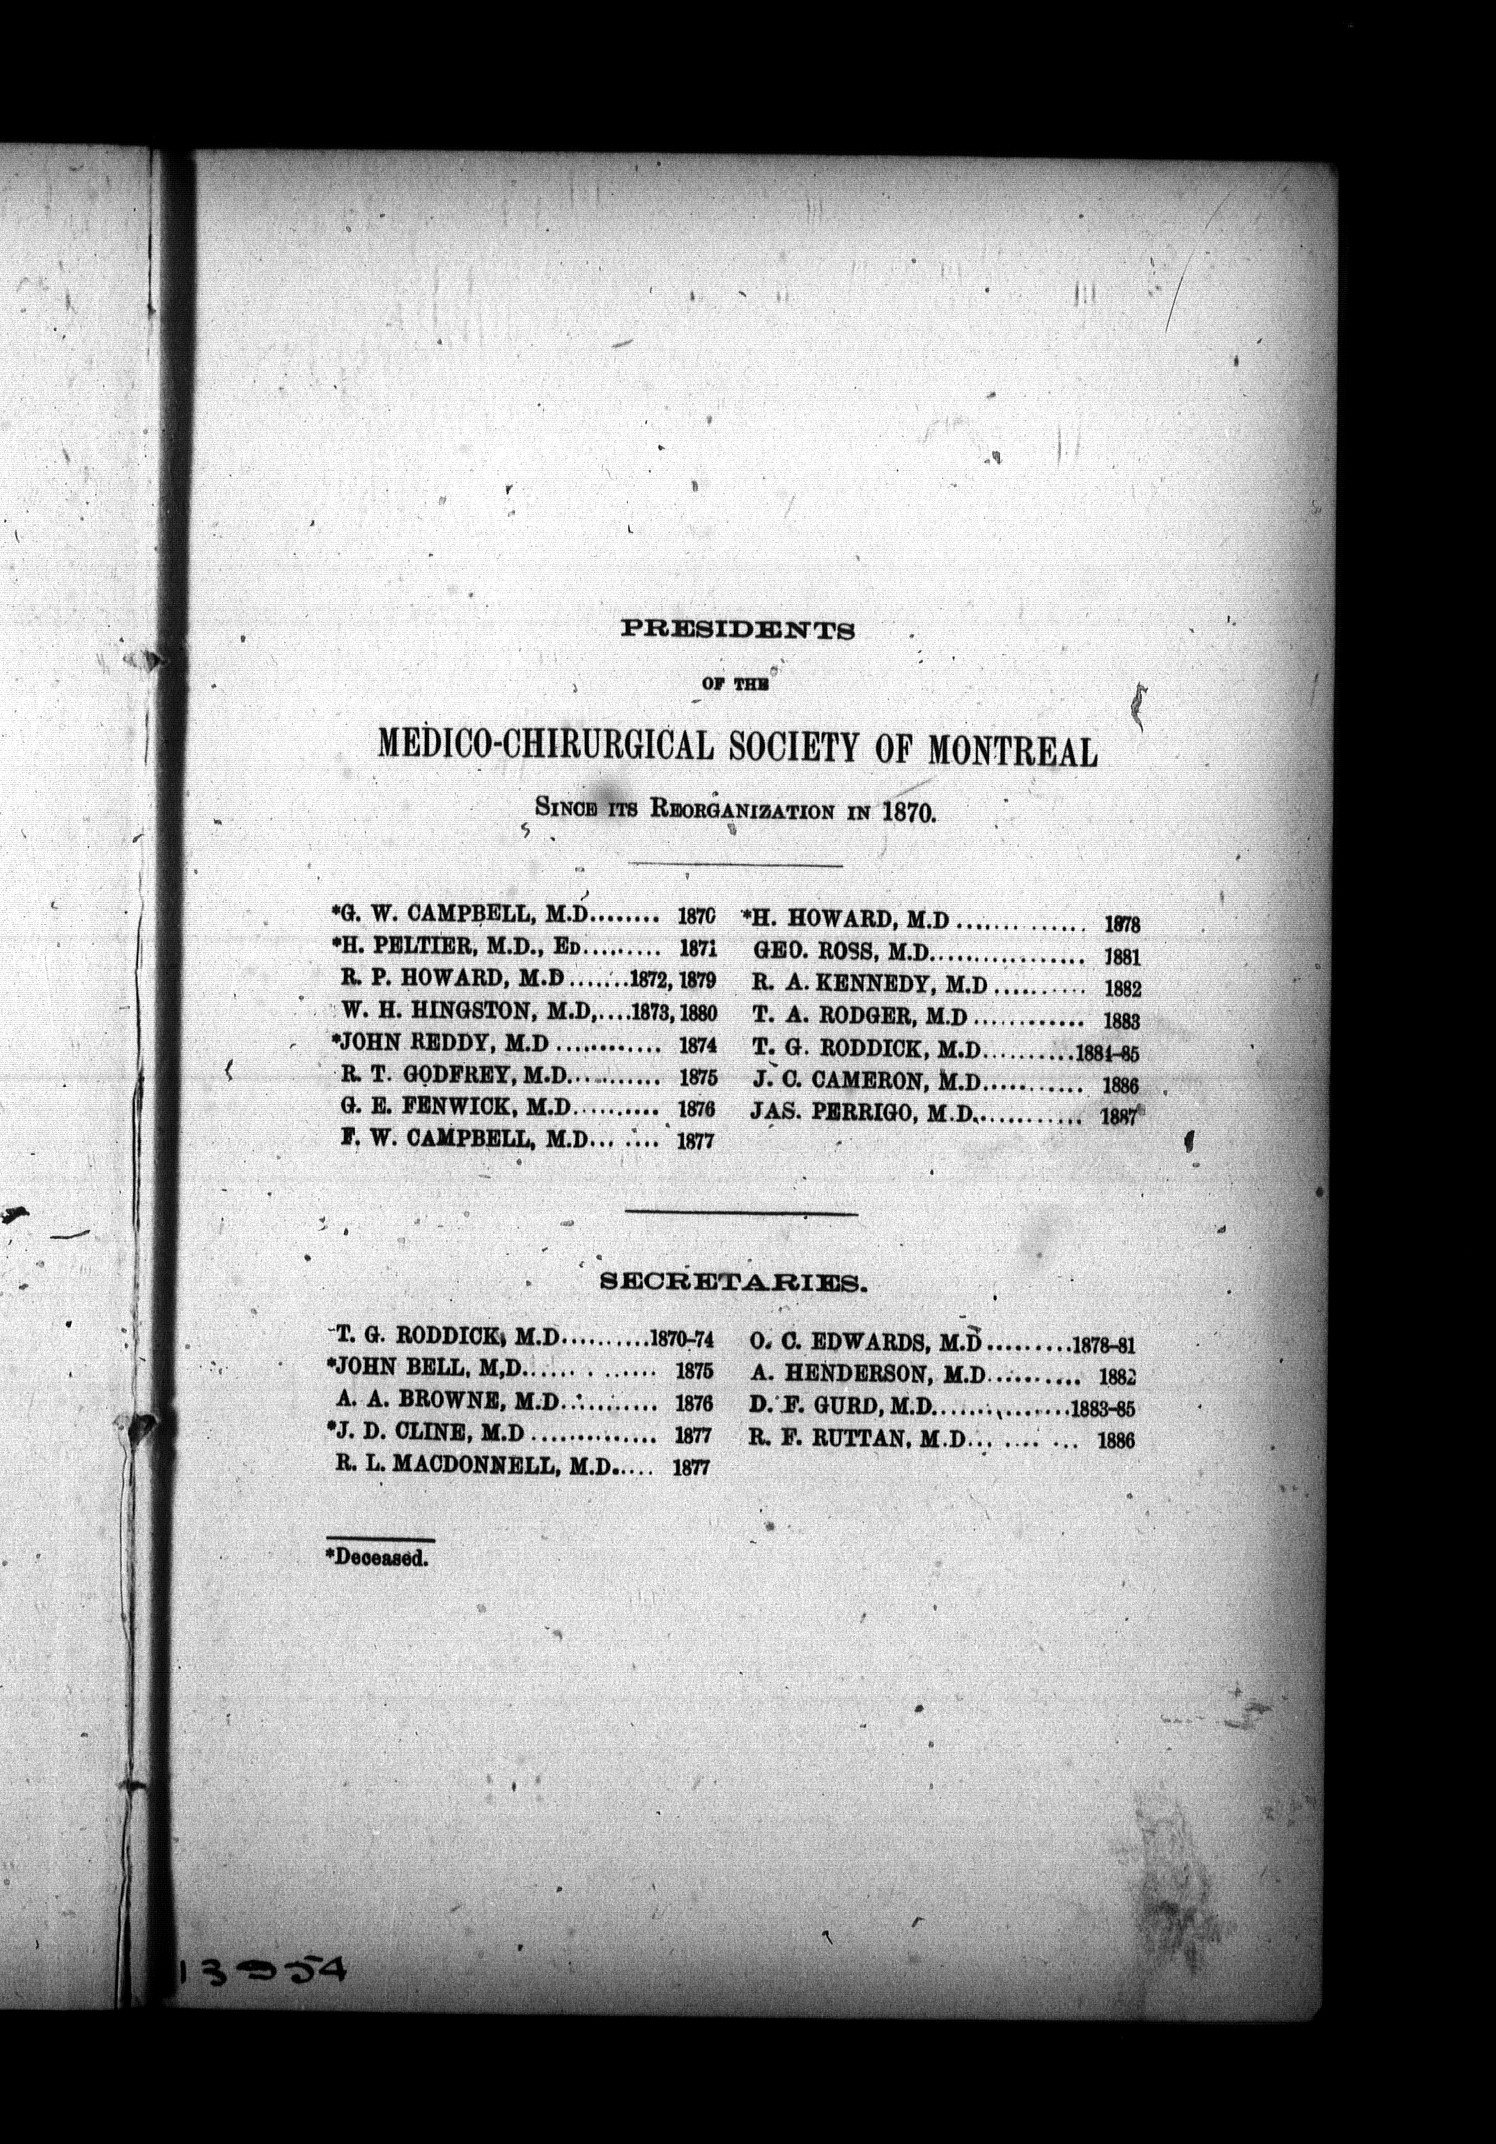 PRESIDENTS
OF THE
MEDICO-CHIRURGICAL SOCIETY OF MONTREAL
SINCE ITS REORGANIZATION IN 1870.
*G. W. CAMPBELL, M.D........ 1870
*H. PELTIER, M.D., ED......... 1871
R. P. HOWARD, M.D.......1872, 1879
W. H. HINGSTON, M.D,....1873, 1880
*JOHN REDDY, M.D ............ 1874
R. T. GODFREY, M.D........... 1875
G. E. FENWICK, M.D.......... 1876
F. W. CAMPBELL, M.D... .... 1877
*H. HOWARD, M.D .............. 1878
GEO. ROSS, M.D................ 1881
R. A. KENNEDY, M.D .......... 1882
T. A. RODGER, M.D ............ 1883
T. G. RODDICK, M.D..........1884-85
J. C. CAMERON, M.D........... 1886
JAS. PERRIGO, M.D............ 1887
SECRETARIES.
T. G. RODDICK, M.D..........1870-74
*JOHN BELL, M,D...... . ...... 1875
A. A. BROWNE, M.D........... 1876
*J. D. CLINE, M.D .............. 1877
R. L. MACDONNELL, M.D..... 1877
O. C. EDWARDS, M.D.........1878-81
A. HENDERSON, M.D.......... 1882
D. F. GURD, M.D..............1883-85
R. F. RUTTAN, M.D... .... ... 1886
*Deceased.